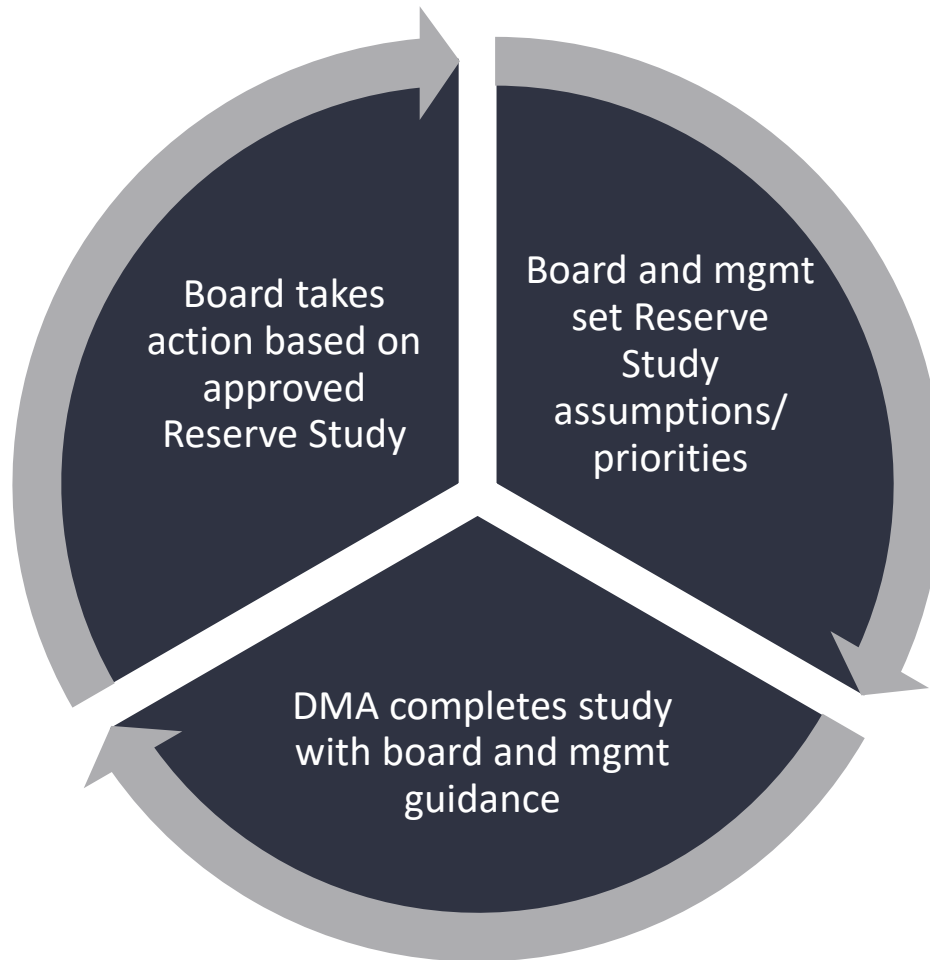 Board takes
action based on
approved
Reserve Study
Board and mgmt
set Reserve
Study
assumptions/
priorities
DMA completes study
with board and mgmt
guidance